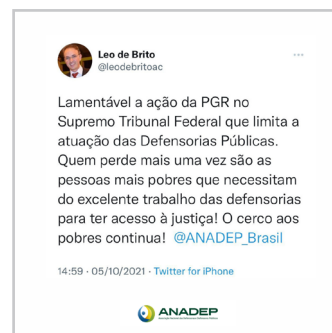 Leo de Brito
@leodebritoac
Lamentável a ação da PGR no
Supremo Tribunal Federal que limita a
atuação das Defensorias Públicas.
Quem perde mais uma vez são as
pessoas mais pobres que necessitam
do excelente trabalho das defensorias
para ter acesso à justiça! O cerco aos
pobres continua! @ANADEP_Brasil
14:59 · 05/10/2021 · Twitter for iPhone
ANADEP